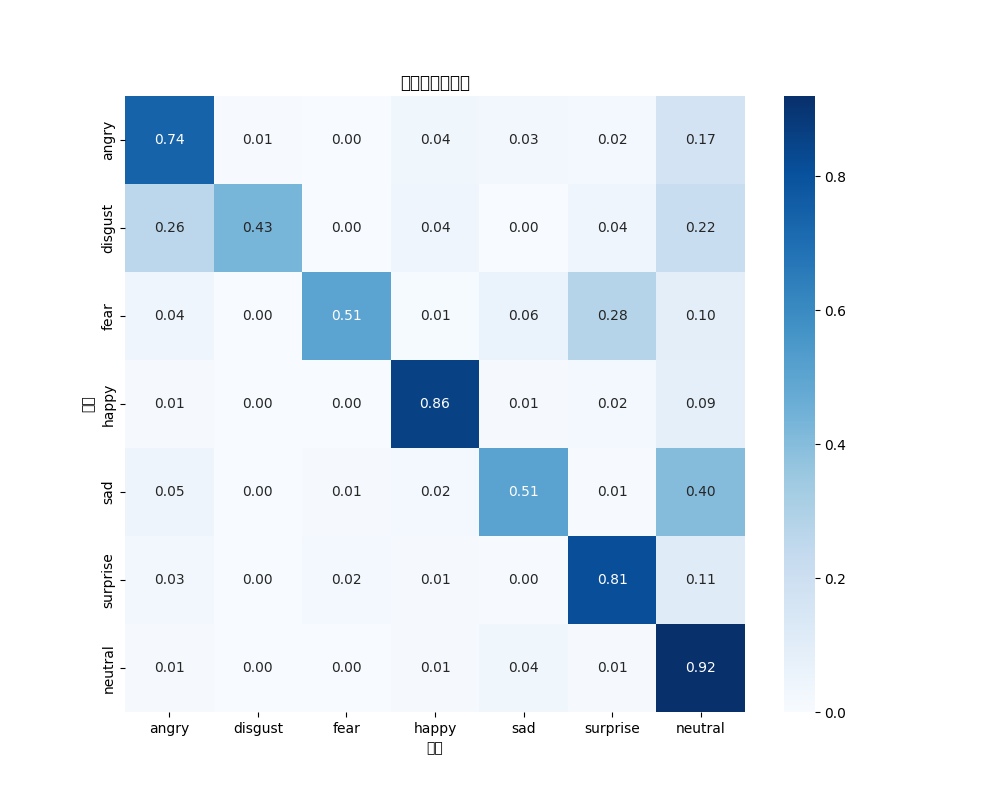 angry 0.74 0.01 0.00 0.04 0.03 0.02 0.17
disgust 0.26 0.43 0.00 0.04 0.00 0.04 0.22
fear 0.04 0.00 0.51 0.01 0.06 0.28 0.10
happy 0.01 0.00 0.00 0.86 0.01 0.02 0.09
sad 0.05 0.00 0.01 0.02 0.51 0.01 0.40
surprise 0.03 0.00 0.02 0.01 0.00 0.81 0.11
neutral 0.01 0.00 0.00 0.01 0.04 0.01 0.92
angry disgust fear happy sad surprise neutral
0.8
0.6
0.4
0.2
0.0